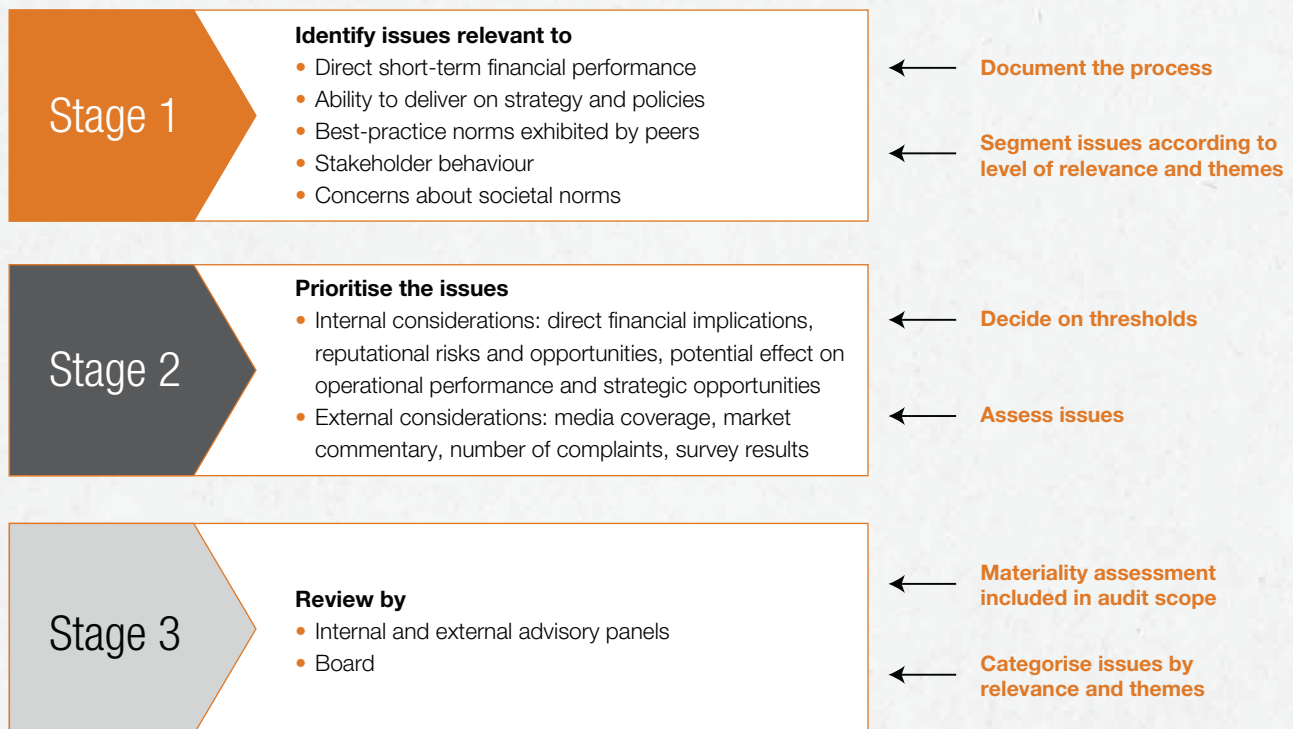 Stage 1
Identify issues relevant to
• Direct short-term financial performance
• Ability to deliver on strategy and policies
• Best-practice norms exhibited by peers
• Stakeholder behaviour
• Concerns about societal norms
Document the process
Segment issues according to
level of relevance and themes
Stage 2
Prioritise the issues
• Internal considerations: direct financial implications,
reputational risks and opportunities, potential effect on
operational performance and strategic opportunities
• External considerations: media coverage, market
commentary, number of complaints, survey results
Decide on thresholds
Assess issues
Stage 3
Review by
• Internal and external advisory panels
• Board
Materiality assessment
included in audit scope
Categorise issues by
relevance and themes